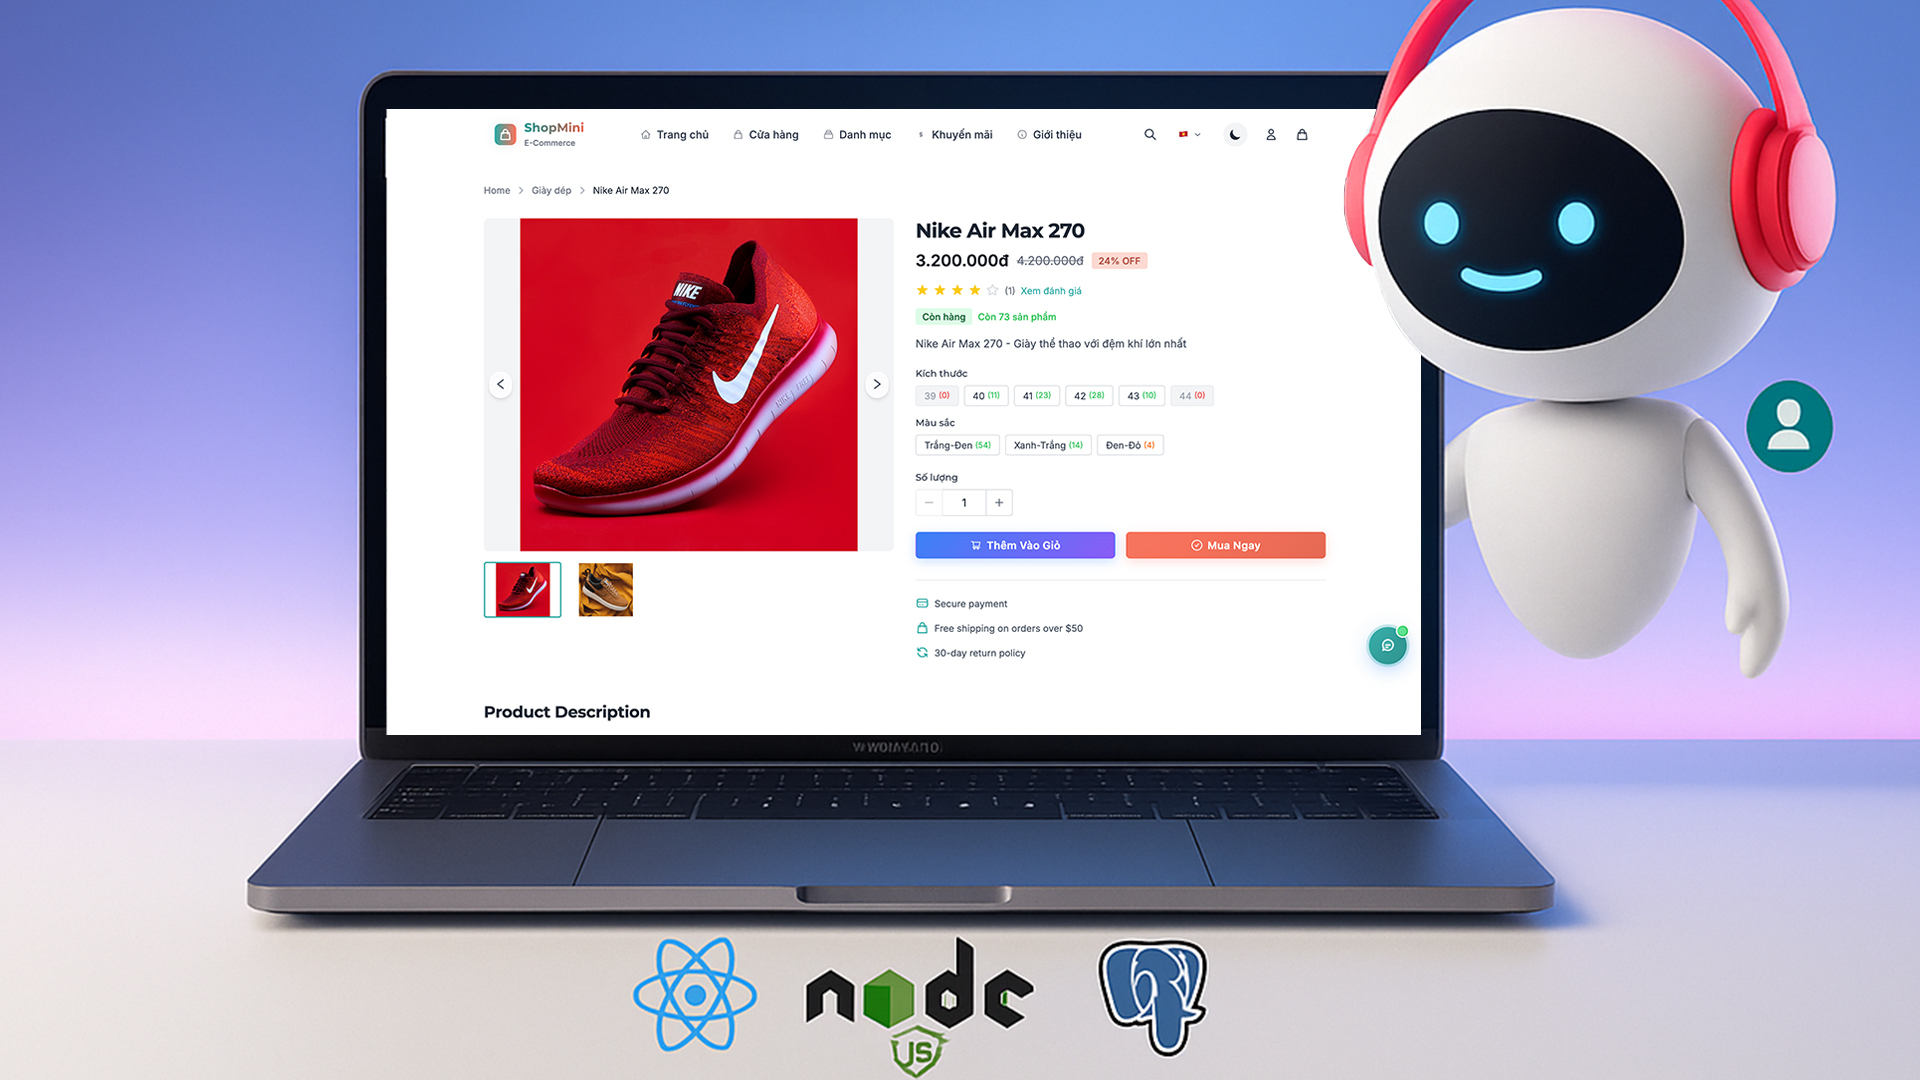 ShopMini
E-Commerce
Trang chủ
Cửa hàng
Danh mục
$ Khuyến mãi
Giới thiệu
Home > Giày dép > Nike Air Max 270
NIKE
NIKE FREE
Nike Air Max 270
3.200.000đ 4.200.000đ 24% OFF
(1) Xem đánh giá
Còn hàng Còn 73 sản phẩm
Nike Air Max 270 - Giày thể thao với đệm khí lớn nhất
Kích thước
39 (0) 40 (11) 41 (23) 42 (28) 43 (10) 44 (0)
Màu sắc
Trắng-Đen (54) Xanh-Trắng (14) Đen-Đỏ (4)
Số lượng
− 1 +
Thêm Vào Giỏ
Mua Ngay
Secure payment
Free shipping on orders over $50
30-day return policy
Product Description
node
JS